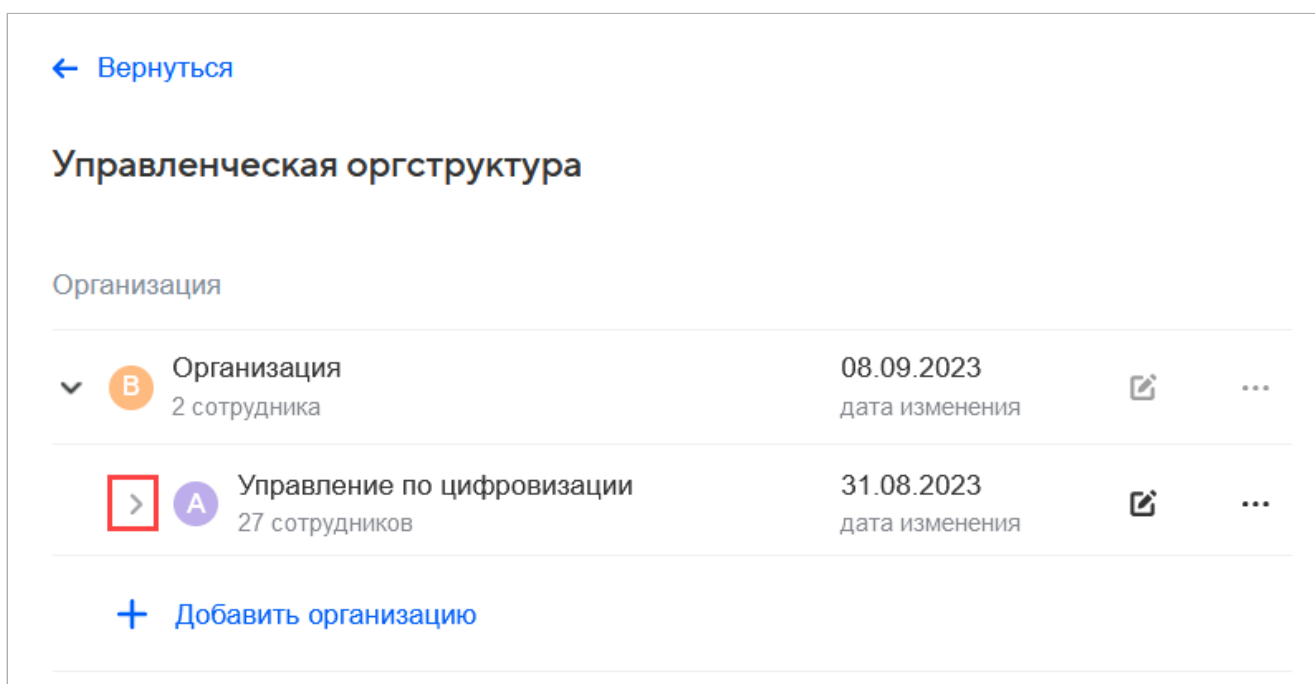 Вернуться
Управленческая оргструктура
Организация
В Организация 08.09.2023
2 сотрудника дата изменения
А Управление по цифровизации 31.08.2023
27 сотрудников дата изменения
Добавить организацию